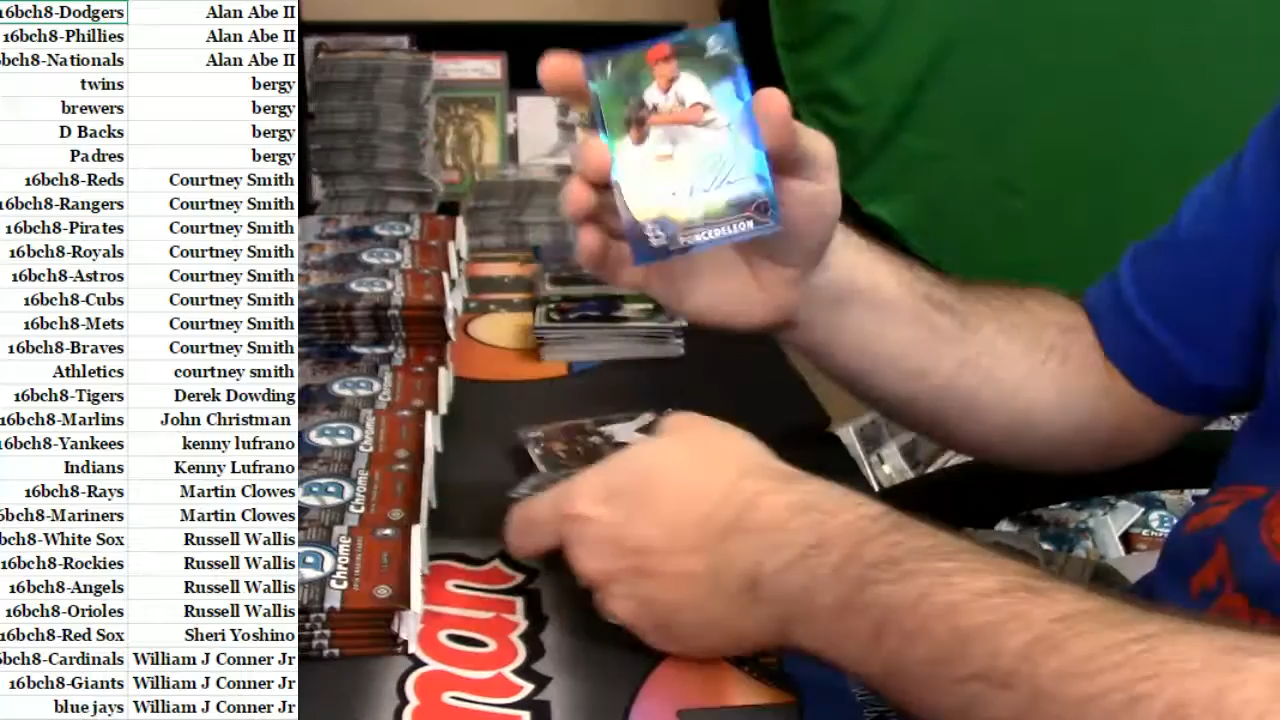 16bch8-Dodgers Alan Abe II
16bch8-Phillies Alan Abe II
bch8-Nationals Alan Abe II
twins bergy
brewers bergy
D Backs bergy
Padres bergy
16bch8-Reds Courtney Smith
16bch8-Rangers Courtney Smith
16bch8-Pirates Courtney Smith
16bch8-Royals Courtney Smith
16bch8-Astros Courtney Smith
16bch8-Cubs Courtney Smith
16bch8-Mets Courtney Smith
16bch8-Braves Courtney Smith
Athletics courtney smith
16bch8-Tigers Derek Dowding
16bch8-Marlins John Christman
16bch8-Yankees kenny lufrano
Indians Kenny Lufrano
16bch8-Rays Martin Clowes
6bch8-Mariners Martin Clowes
bch8-White Sox Russell Wallis
16bch8-Rockies Russell Wallis
16bch8-Angels Russell Wallis
16bch8-Orioles Russell Wallis
16bch8-Red Sox Sheri Yoshino
bch8-Cardinals William J Conner Jr
16bch8-Giants William J Conner Jr
blue jays William J Conner Jr
Chrome
Chrome
Chrome
man